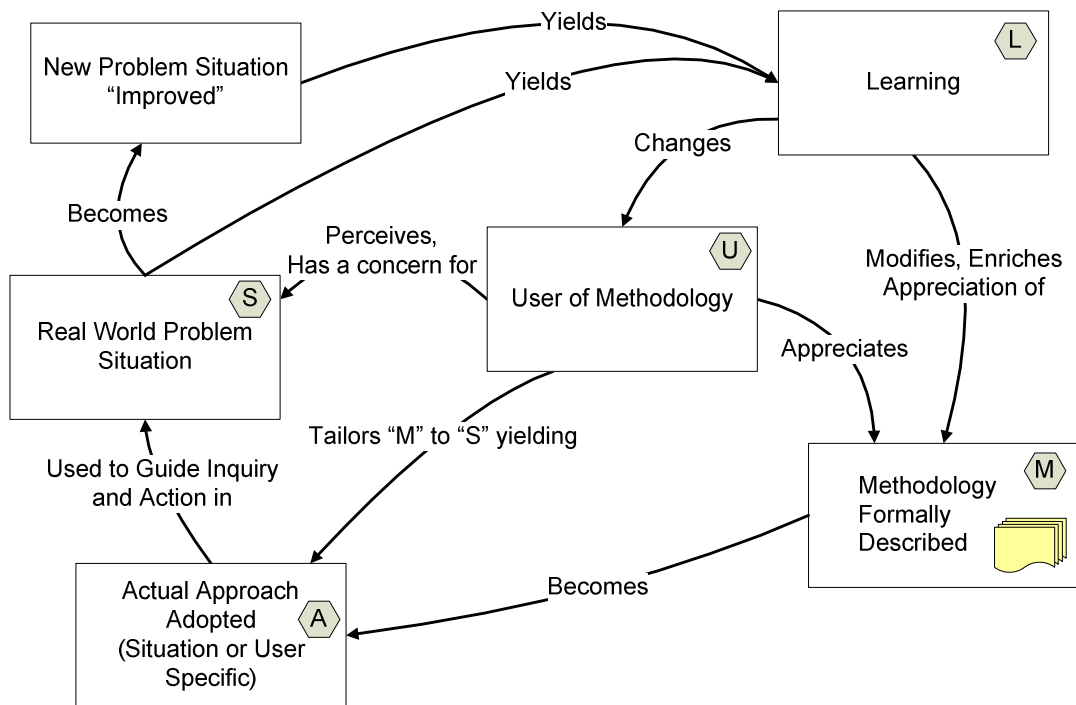 Yields
L
New Problem Situation
“Improved”
Yields
Learning
Changes
Becomes
Perceives,
Has a concern for
U
User of Methodology
Modifies, Enriches
Appreciation of
S
Real World Problem
Situation
Appreciates
Tailors “M” to “S” yielding
Used to Guide Inquiry
and Action in
M
Methodology
Formally
Described
Becomes
Actual Approach
Adopted
(Situation or User
Specific)
A